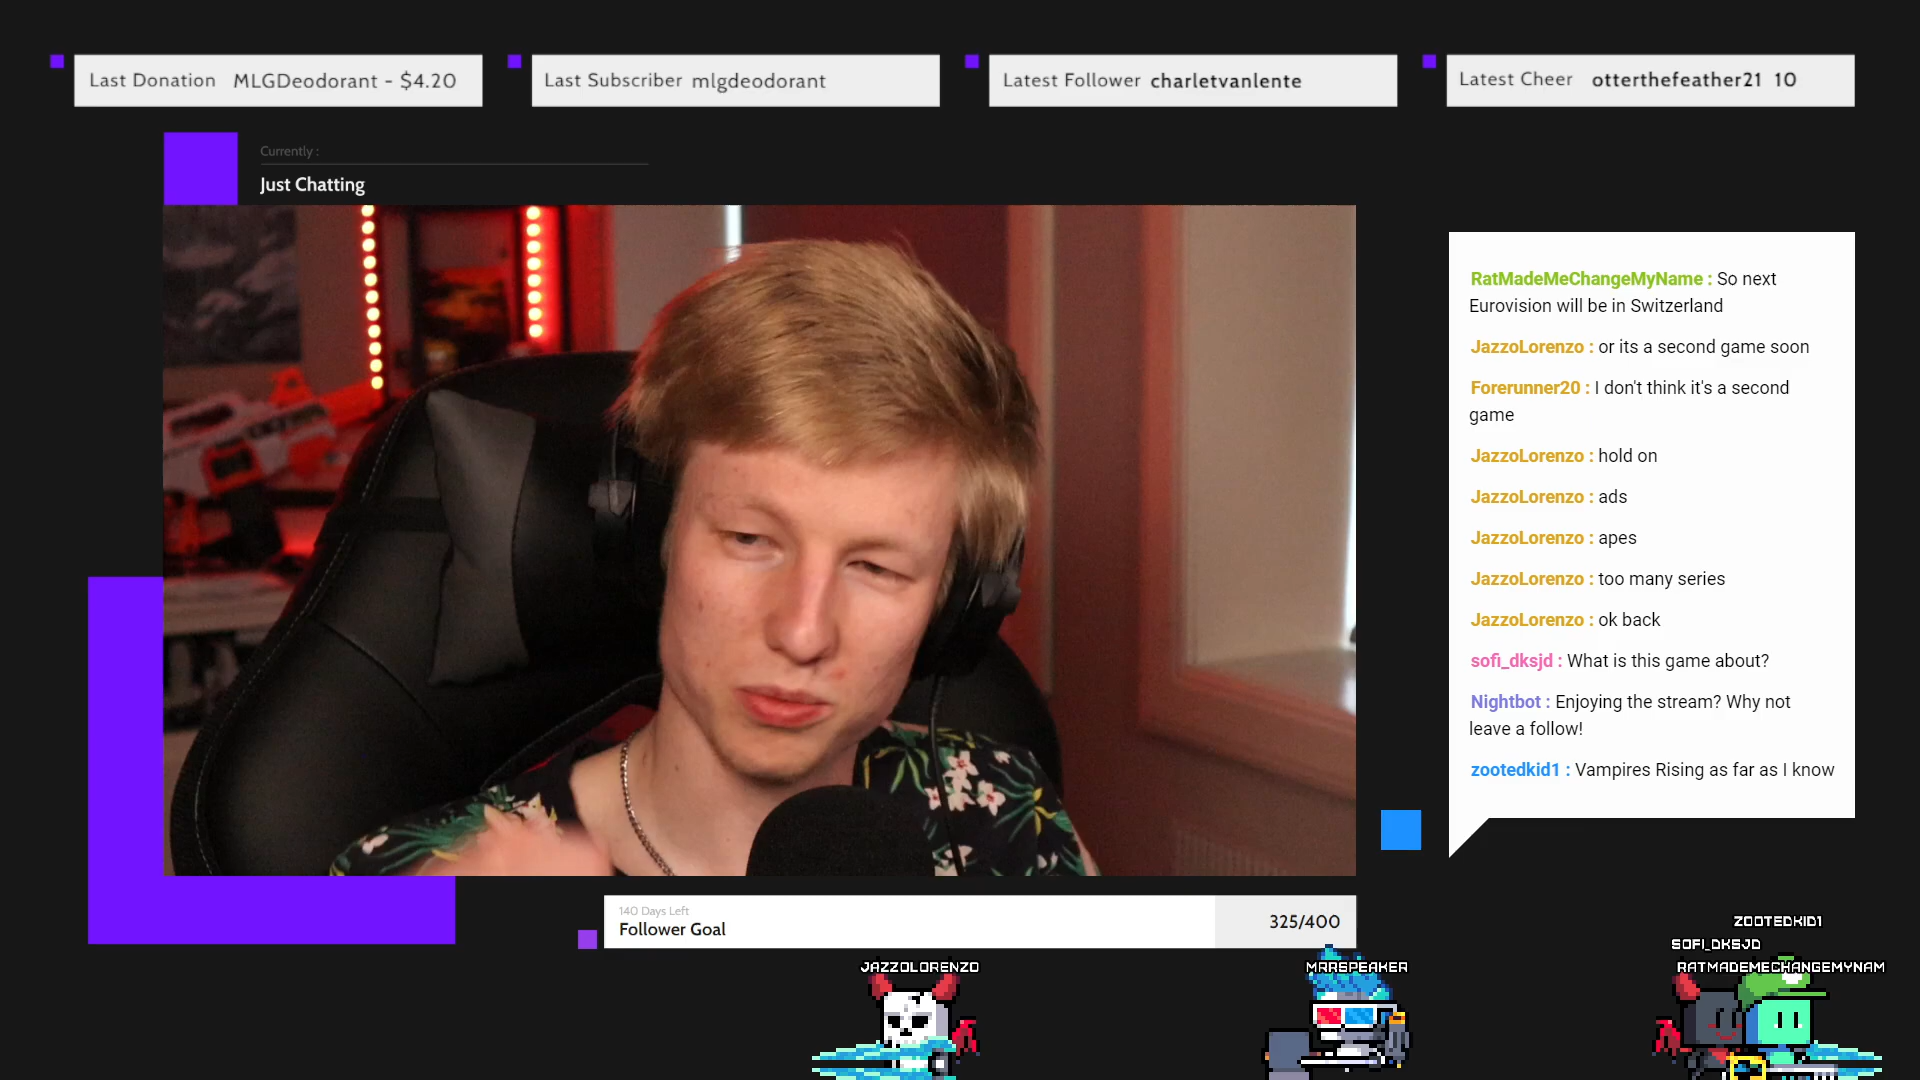 Last Donation MLGDeodorant - $4.20
Last Subscriber mlgdeodorant
Latest Follower charletvanlente
Latest Cheer otterthefeather21 10
Currently :
Just Chatting
RatMadeMeChangeMyName : So next
Eurovision will be in Switzerland
JazzoLorenzo : or its a second game soon
Forerunner20 : I don't think it's a second
game
JazzoLorenzo : hold on
JazzoLorenzo : ads
JazzoLorenzo : apes
JazzoLorenzo : too many series
JazzoLorenzo : ok back
sofi_dksjd : What is this game about?
Nightbot : Enjoying the stream? Why not
leave a follow!
zootedkid1 : Vampires Rising as far as I know
140 Days Left
Follower Goal
325/400
ZOOTEDKID1
SOFI_DKSJD
JAZZOLORENZO
MRRSPEAKER
RATMADEMECHANGEMYNAM